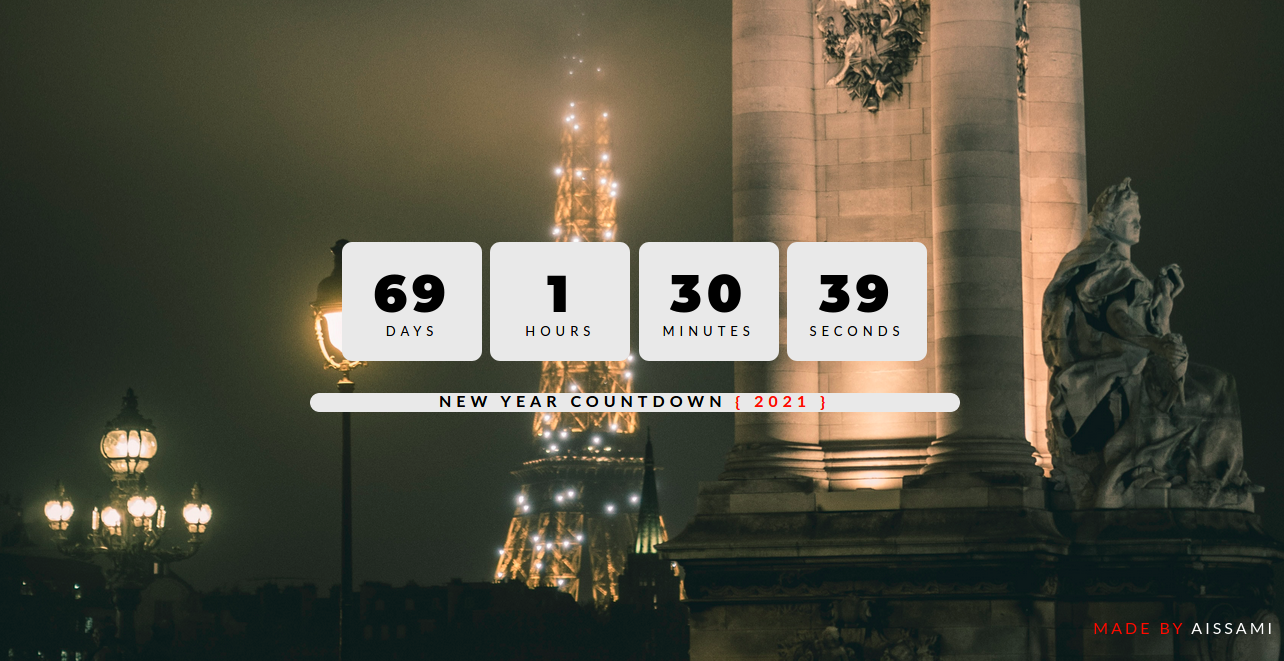 69 1 30 39
DAYS HOURS MINUTES SECONDS
NEW YEAR COUNTDOWN { 2021 }
MADE BY AISSAMI